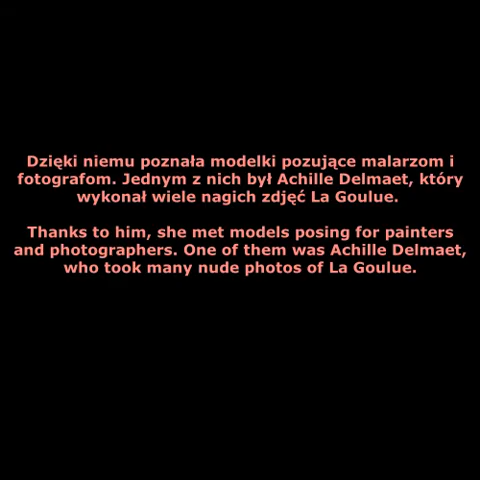 Dzięki niemu poznała modelki pozujące malarzom i
fotografom. Jednym z nich był Achille Delmaet, który
wykonał wiele nagich zdjęć La Goulue.
Thanks to him, she met models posing for painters
and photographers. One of them was Achille Delmaet,
who took many nude photos of La Goulue.